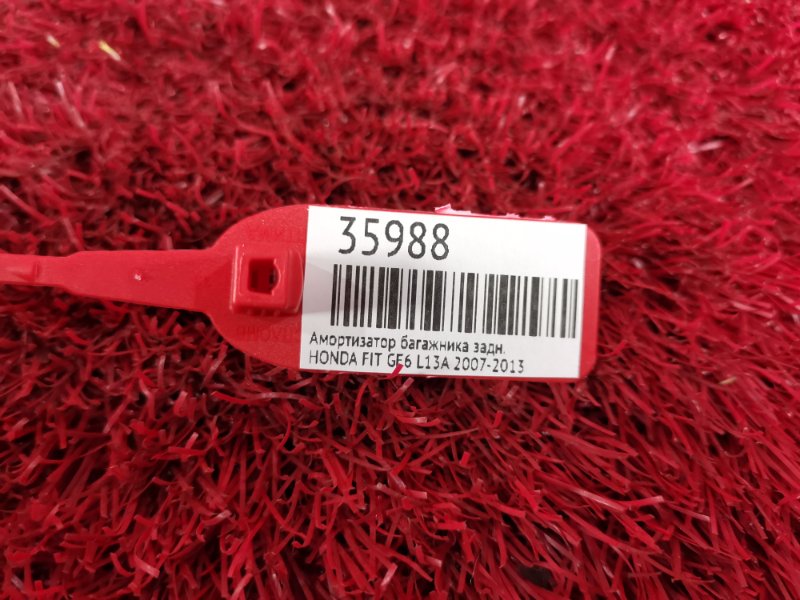 35988
Амортизатор багажника задн.
HONDA FIT GE6 L13A 2007-2013